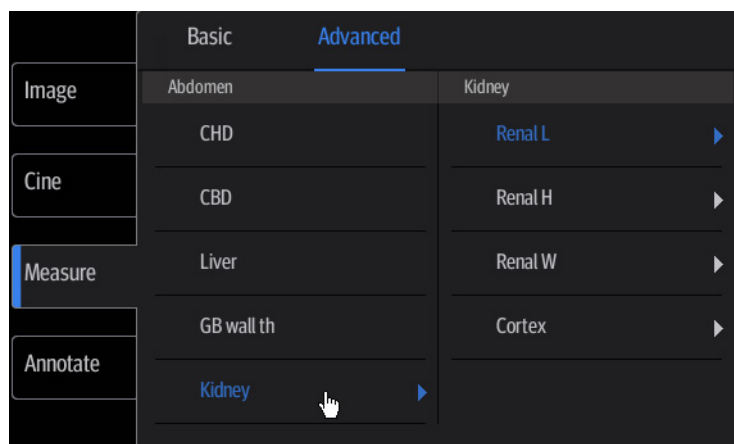 Basic Advanced
Image
Cine
Measure
Annotate
Abdomen
CHD
CBD
Liver
GB wall th
Kidney
Kidney
Renal L
Renal H
Renal W
Cortex